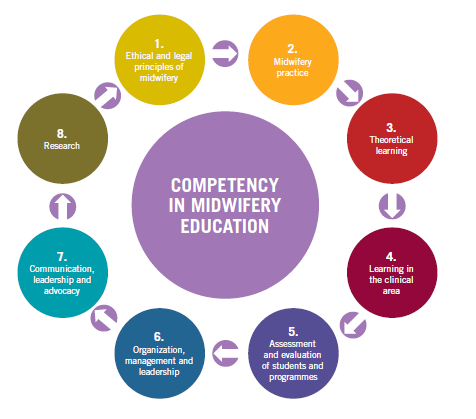 1.
Ethical and legal
principles of
midwifery
2.
Midwifery
practice
3.
Theoretical
learning
4.
Learning in
the clinical
area
5.
Assessment
and evaluation
of students and
programmes
6.
Organization,
management and
leadership
7.
Communication,
leadership and
advocacy
8.
Research
COMPETENCY
IN MIDWIFERY
EDUCATION